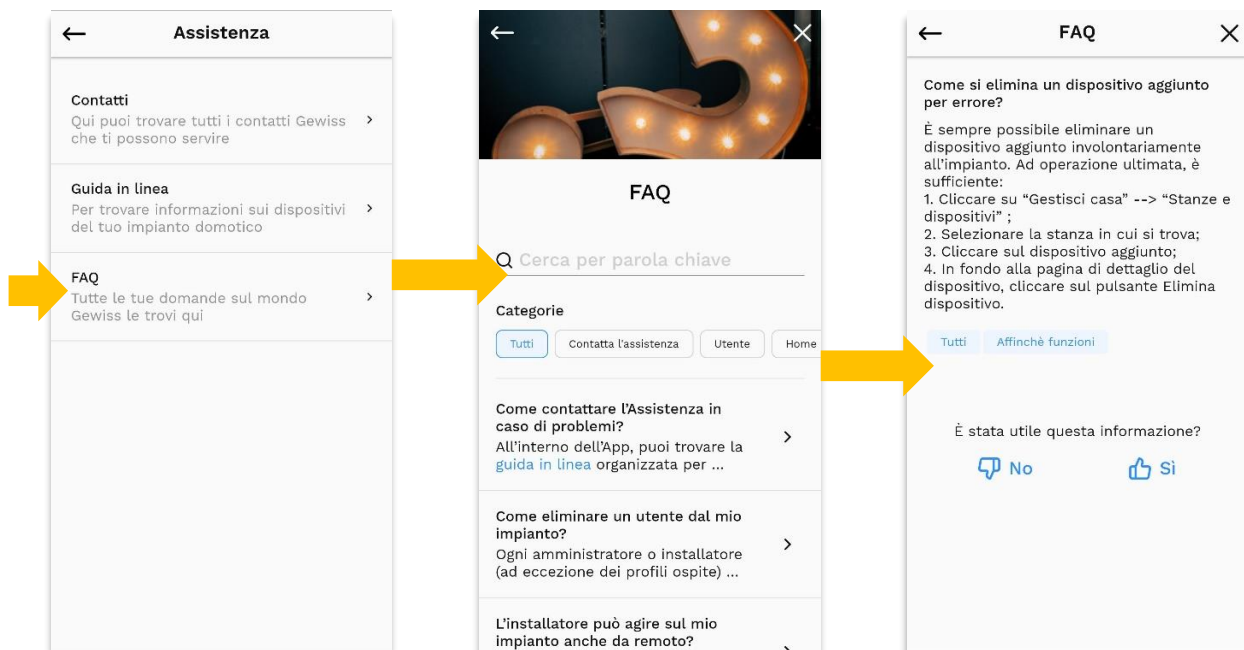 Assistenza
Contatti
Qui puoi trovare tutti i contatti Gewiss
che ti possono servire
Guida in linea
Per trovare informazioni sui dispositivi
del tuo impianto domotico
FAQ
Tutte le tue domande sul mondo
Gewiss le trovi qui
FAQ
Cerca per parola chiave
Categorie
Tutti
Contatta l'assistenza
Utente
Home
Come contattare l'Assistenza in
caso di problemi?
All'interno dell'App, puoi trovare la
guida in linea organizzata per ...
Come eliminare un utente dal mio
impianto?
Ogni amministratore o installatore
(ad eccezione dei profili ospite) ...
L'installatore può agire sul mio
impianto anche da remoto?
FAQ
Come si elimina un dispositivo aggiunto
per errore?
È sempre possibile eliminare un
dispositivo aggiunto involontariamente
all'impianto. Ad operazione ultimata, è
sufficiente:
1. Cliccare su “Gestisci casa” --> “Stanze e
dispositivi” ;
2. Selezionare la stanza in cui si trova;
3. Cliccare sul dispositivo aggiunto;
4. In fondo alla pagina di dettaglio del
dispositivo, cliccare sul pulsante Elimina
dispositivo.
Tutti
Affinchè funzioni
È stata utile questa informazione?
No
Sì